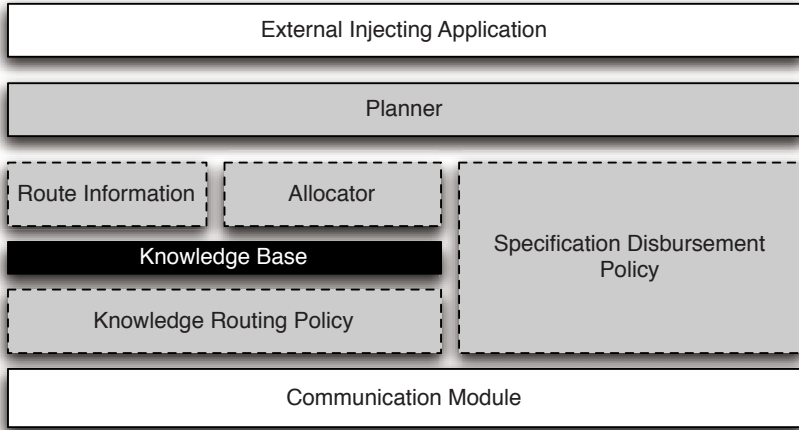 External Injecting Application
Planner
Route Information
Allocator
Knowledge Base
Knowledge Routing Policy
Specification Disbursement
Policy
Communication Module